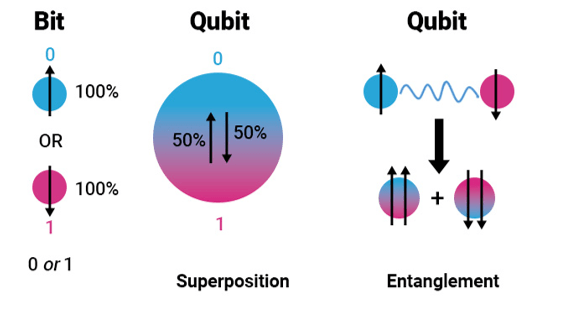 Bit
0
100%
OR
100%
1
0 or 1
Qubit
0
50% 50%
1
Superposition
Qubit
+
Entanglement